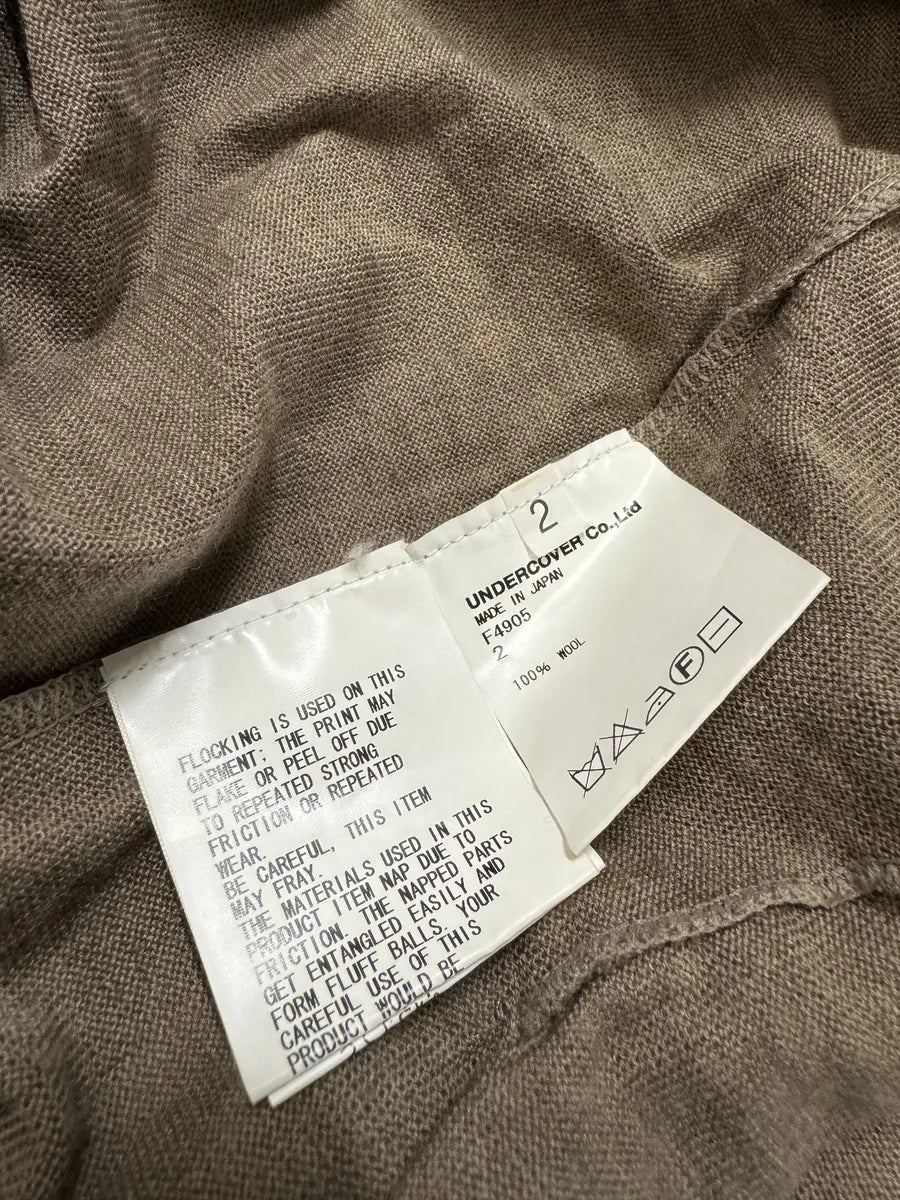 2
UNDERCOVER Co.,Ltd
MADE IN JAPAN
F4905
2
100% WOOL
F
FLOCKING IS USED ON THIS
GARMENT; THE PRINT MAY
FLAKE OR PEEL OFF DUE
TO REPEATED STRONG
FRICTION OR REPEATED
WEAR.
BE CAREFUL, THIS ITEM
MAY FRAY.
THE MATERIALS USED IN THIS
PRODUCT ITEM NAP DUE TO
FRICTION. THE NAPPED PARTS
GET ENTANGLED EASILY AND
FORM FLUFF BALLS. YOUR
CAREFUL USE OF THIS
PRODUCT WOULD BE